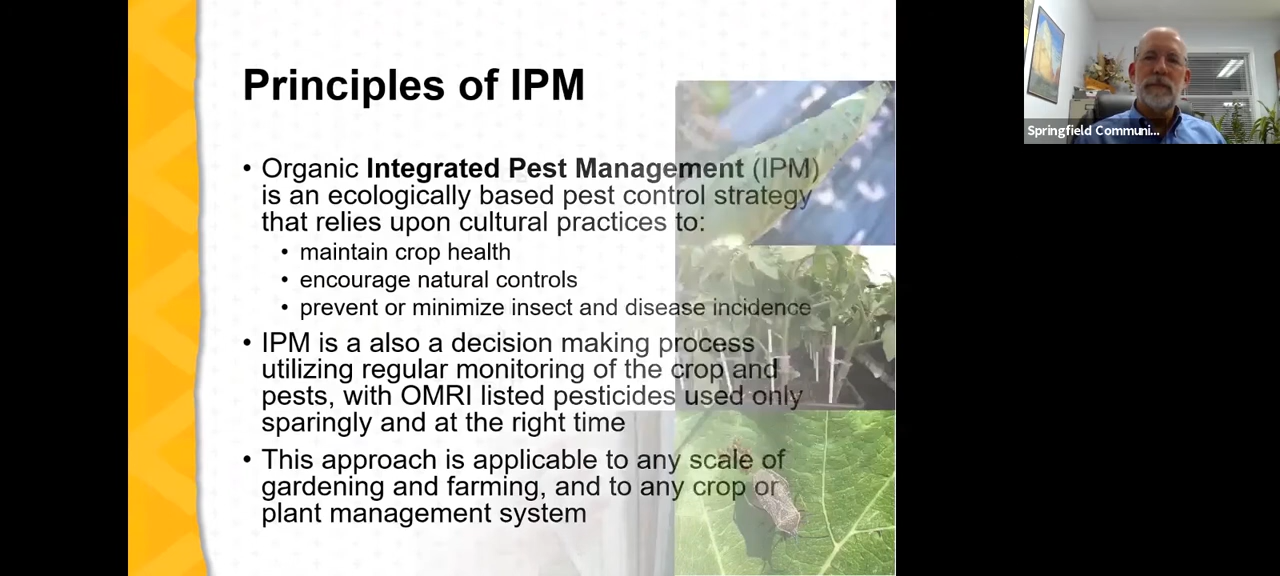 Principles of IPM
• Organic Integrated Pest Management (IPM)
is an ecologically based pest control strategy
that relies upon cultural practices to:
• maintain crop health
• encourage natural controls
• prevent or minimize insect and disease incidence
• IPM is a also a decision making process
utilizing regular monitoring of the crop and
pests, with OMRI listed pesticides used only
sparingly and at the right time
• This approach is applicable to any scale of
gardening and farming, and to any crop or
plant management system
Springfield Communi...